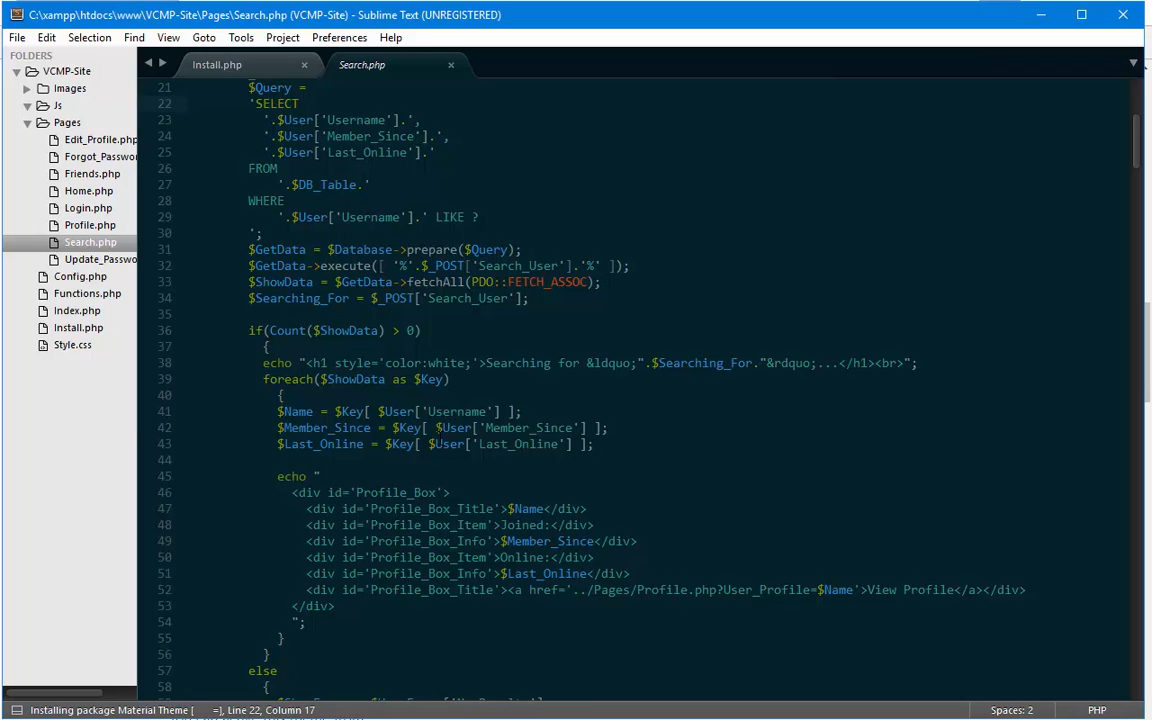 C:\xampp\htdocs\www\VCMP-Site\Pages\Search.php (VCMP-Site) - Sublime Text (UNREGISTERED)
File Edit Selection Find View Goto Tools Project Preferences Help
FOLDERS
VCMP-Site
Images
Js
Pages
Edit_Profile.php
Forgot_Passwo
Friends.php
Home.php
Login.php
Profile.php
Search.php
Update_Passwo
Config.php
Functions.php
Index.php
Install.php
Style.css
Install.php Search.php
21 $Query =
22 'SELECT
23 '.$User['Username'].',
24 '.$User['Member_Since'].',
25 '.$User['Last_Online'].'
26 FROM
27 '.$DB_Table.'
28 WHERE
29 '.$User['Username'].' LIKE ?
30 ';
31 $GetData = $Database->prepare($Query);
32 $GetData->execute([ '%'.$_POST['Search_User'].'%' ]);
33 $ShowData = $GetData->fetchAll(PDO::FETCH_ASSOC);
34 $Searching_For = $_POST['Search_User'];
35
36 if(Count($ShowData) > 0)
37 {
38 echo "<h1 style='color:white;'>Searching for &ldquo;".$Searching_For."&rdquo;...</h1><br>";
39 foreach($ShowData as $Key)
40 {
41 $Name = $Key[ $User['Username'] ];
42 $Member_Since = $Key[ $User['Member_Since'] ];
43 $Last_Online = $Key[ $User['Last_Online'] ];
44
45 echo "
46 <div id='Profile_Box'>
47 <div id='Profile_Box_Title'>$Name</div>
48 <div id='Profile_Box_Item'>Joined:</div>
49 <div id='Profile_Box_Info'>$Member_Since</div>
50 <div id='Profile_Box_Item'>Online:</div>
51 <div id='Profile_Box_Info'>$Last_Online</div>
52 <div id='Profile_Box_Title'><a href='../Pages/Profile.php?User_Profile=$Name'>View Profile</a></div>
53 </div>
54 ";
55 }
56 }
57 else
58 {
Installing package Material Theme [ =], Line 22, Column 17 Spaces: 2 PHP